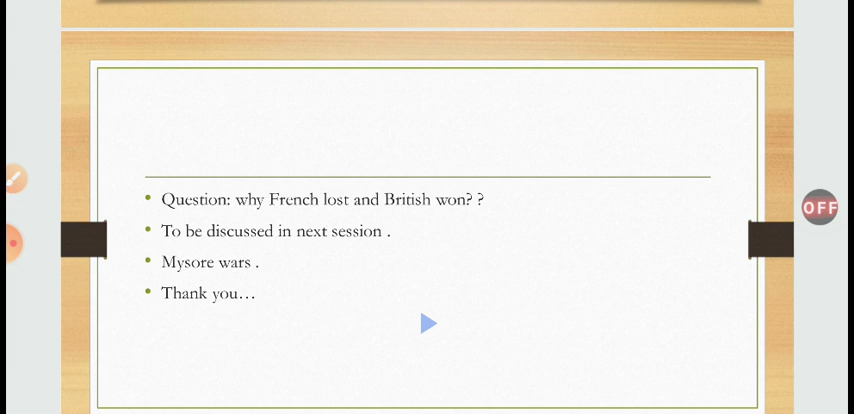 Question: why French lost and British won? ?
OFF
To be discussed in next session .
Mysore wars .
Thank you…